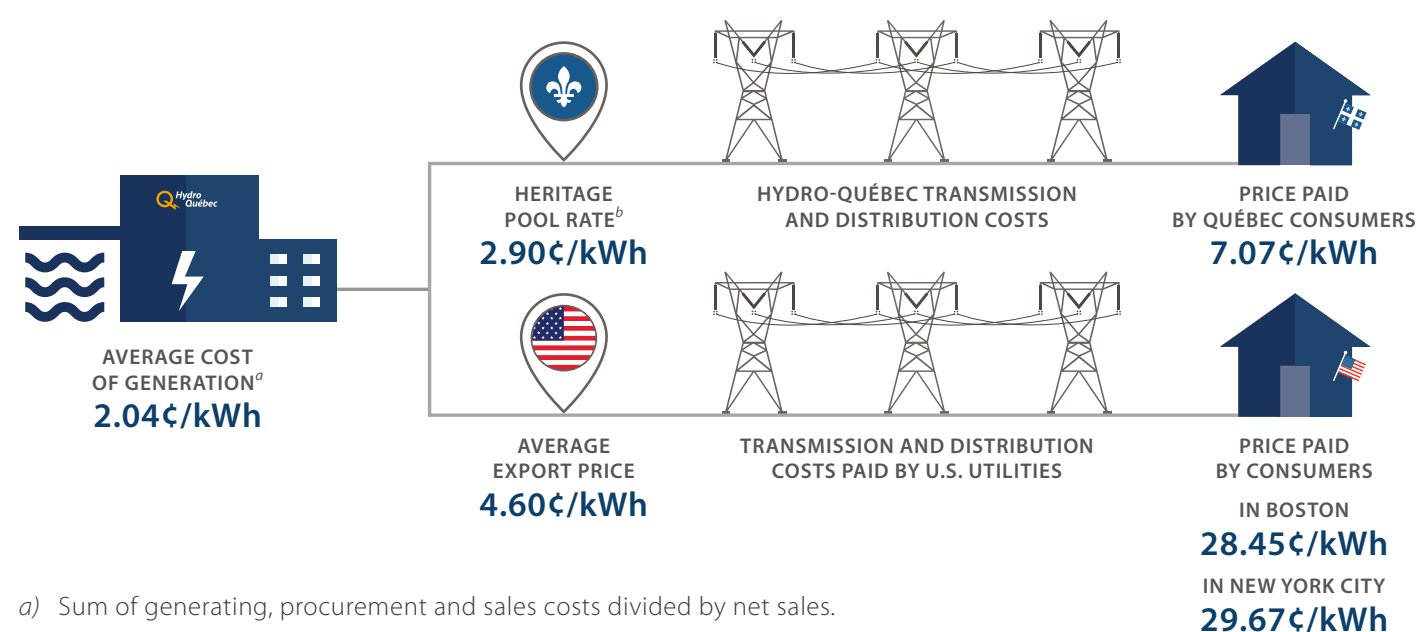 Hydro
Québec
AVERAGE COST
OF GENERATIONa
2.04¢/kWh
HERITAGE
POOL RATEb
2.90¢/kWh
HYDRO-QUÉBEC TRANSMISSION
AND DISTRIBUTION COSTS
PRICE PAID
BY QUÉBEC CONSUMERS
7.07¢/kWh
AVERAGE
EXPORT PRICE
4.60¢/kWh
TRANSMISSION AND DISTRIBUTION
COSTS PAID BY U.S. UTILITIES
PRICE PAID
BY CONSUMERS
IN BOSTON
28.45¢/kWh
IN NEW YORK CITY
29.67¢/kWh
a) Sum of generating, procurement and sales costs divided by net sales.